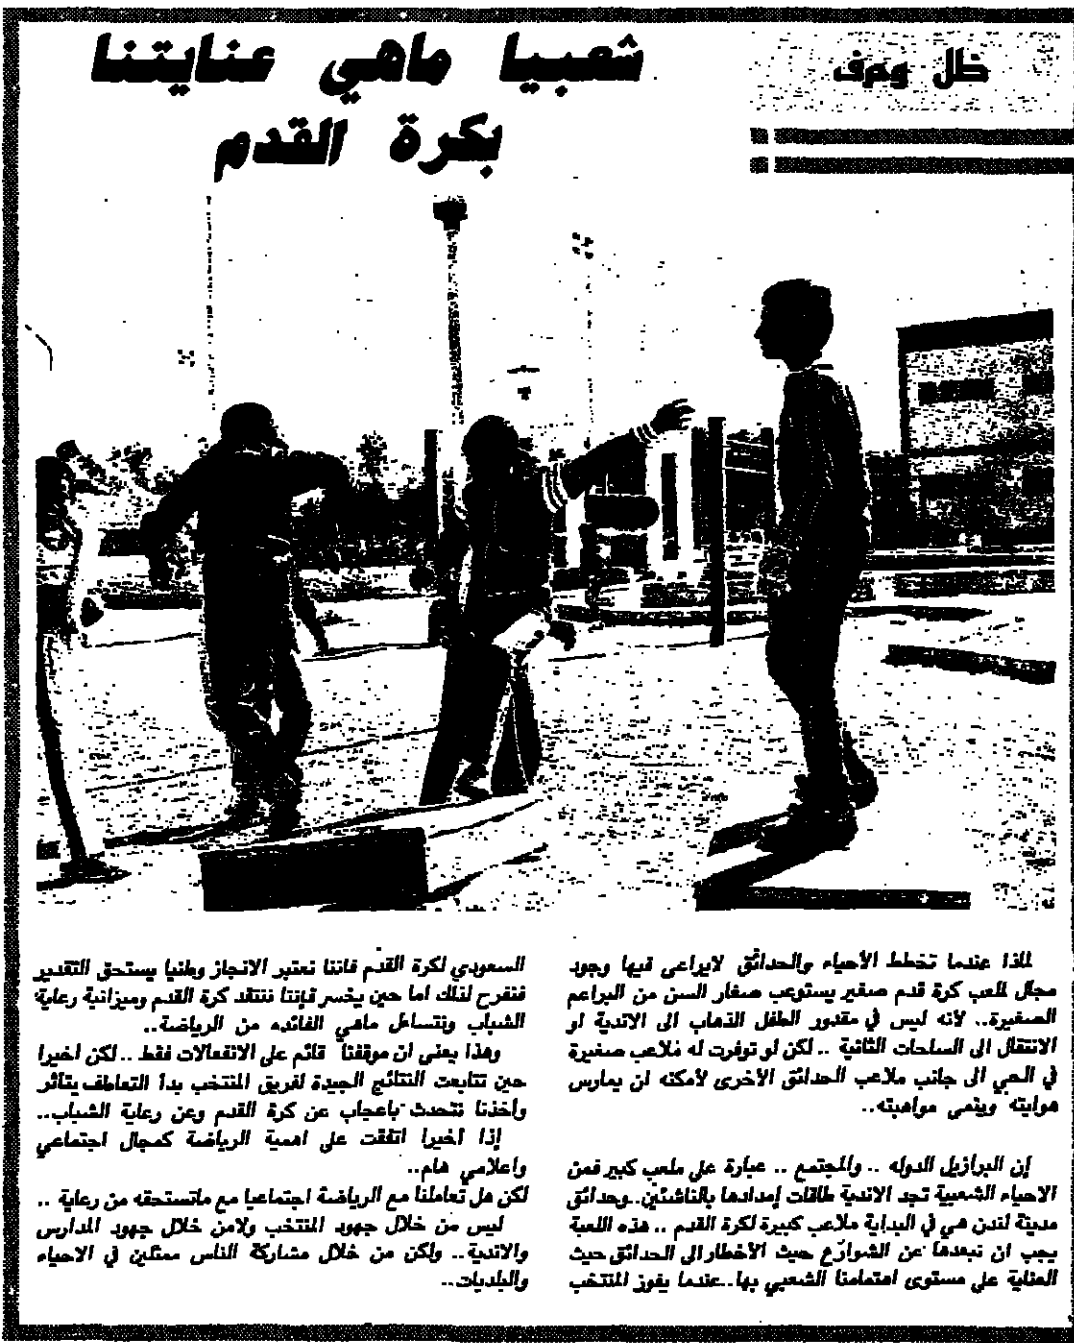 ظل وحرف
شعبيا ماهي عنايتنا
بكرة القدم
لماذا عندما تخطط الأحياء والحدائق لايراعى فيها وجود
مجال لملعب كرة قدم صغير يستوعب صغار السن من البراعم
الصغيرة.. لأنه ليس في مقدور الطفل الذهاب الى الاندية او
الانتقال الى الساحات النائية .. لكن لو توفرت له ملاعب صغيرة
في الحي الى جانب ملاعب الحدائق الأخرى لأمكنه ان يمارس
هوايته وينمي مواهبته..
إن البرازيل الدوله .. والمجتمع .. عبارة على ملعب كبير فمن
الاحياء الشعبية تجد الاندية طاقات إمدادها بالناشئين..وحدائق
مدينة لندن هي في البداية ملاعب كبيرة لكرة القدم .. هذه اللعبة
يجب ان نبعدها عن الشوارع حيث الأخطار الى الحدائق حيث
العناية على مستوى اهتمامنا الشعبي بها..عندما يفوز المنتخب
السعودي لكرة القدم فاننا نعتبر الانجاز وطنيا يستحق التقدير
فنفرح لذلك اما حين يخسر فإننا ننتقد كرة القدم وميزانية رعاية
الشباب ونتساءل ماهي الفائده من الرياضة..
وهذا يعني ان موقفنا قائم على الانفعالات فقط .. لكن اخيرا
حين تتابعت النتائج الجيدة لفريق المنتخب بدأ التعاطف يتأثر
واخذنا نتحدث باعجاب عن كرة القدم وعن رعاية الشباب..
إذا اخيرا اتفقت على اهمية الرياضة كمجال اجتماعي
واعلامي هام..
لكن هل تعاملنا مع الرياضة اجتماعيا مع ماتستحقه من رعاية ..
ليس من خلال جهود المنتخب ولامن خلال جهود المدارس
والاندية.. ولكن من خلال مشاركة الناس ممثلين في الاحياء
والبلديات..